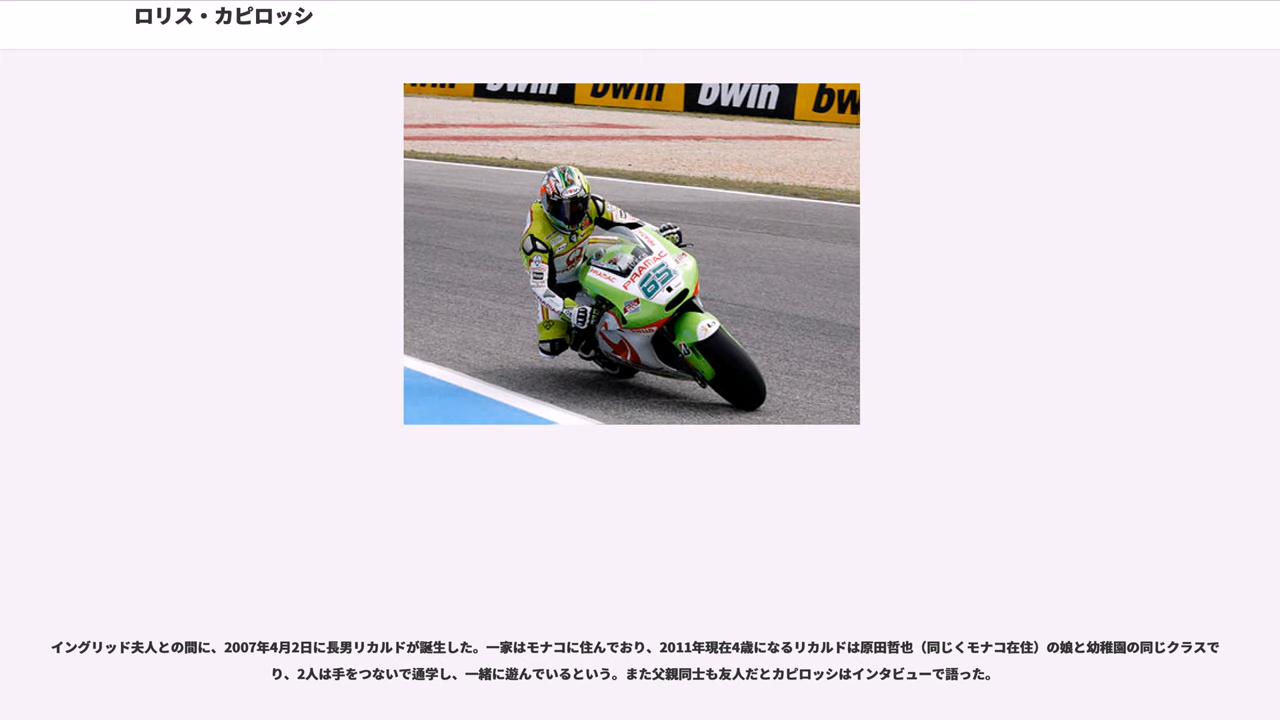 ロリス・カピロッシ
bwin
bwin
bwin
bw
PRAMAC
65
イングリッド夫人との間に、2007年4月2日に長男リカルドが誕生した。一家はモナコに住んでおり、2011年現在4歳になるリカルドは原田哲也（同じくモナコ在住）の娘と幼稚園の同じクラスで
り、2人は手をつないで通学し、一緒に遊んでいるという。また父親同士も友人だとカピロッシはインタビューで語った。